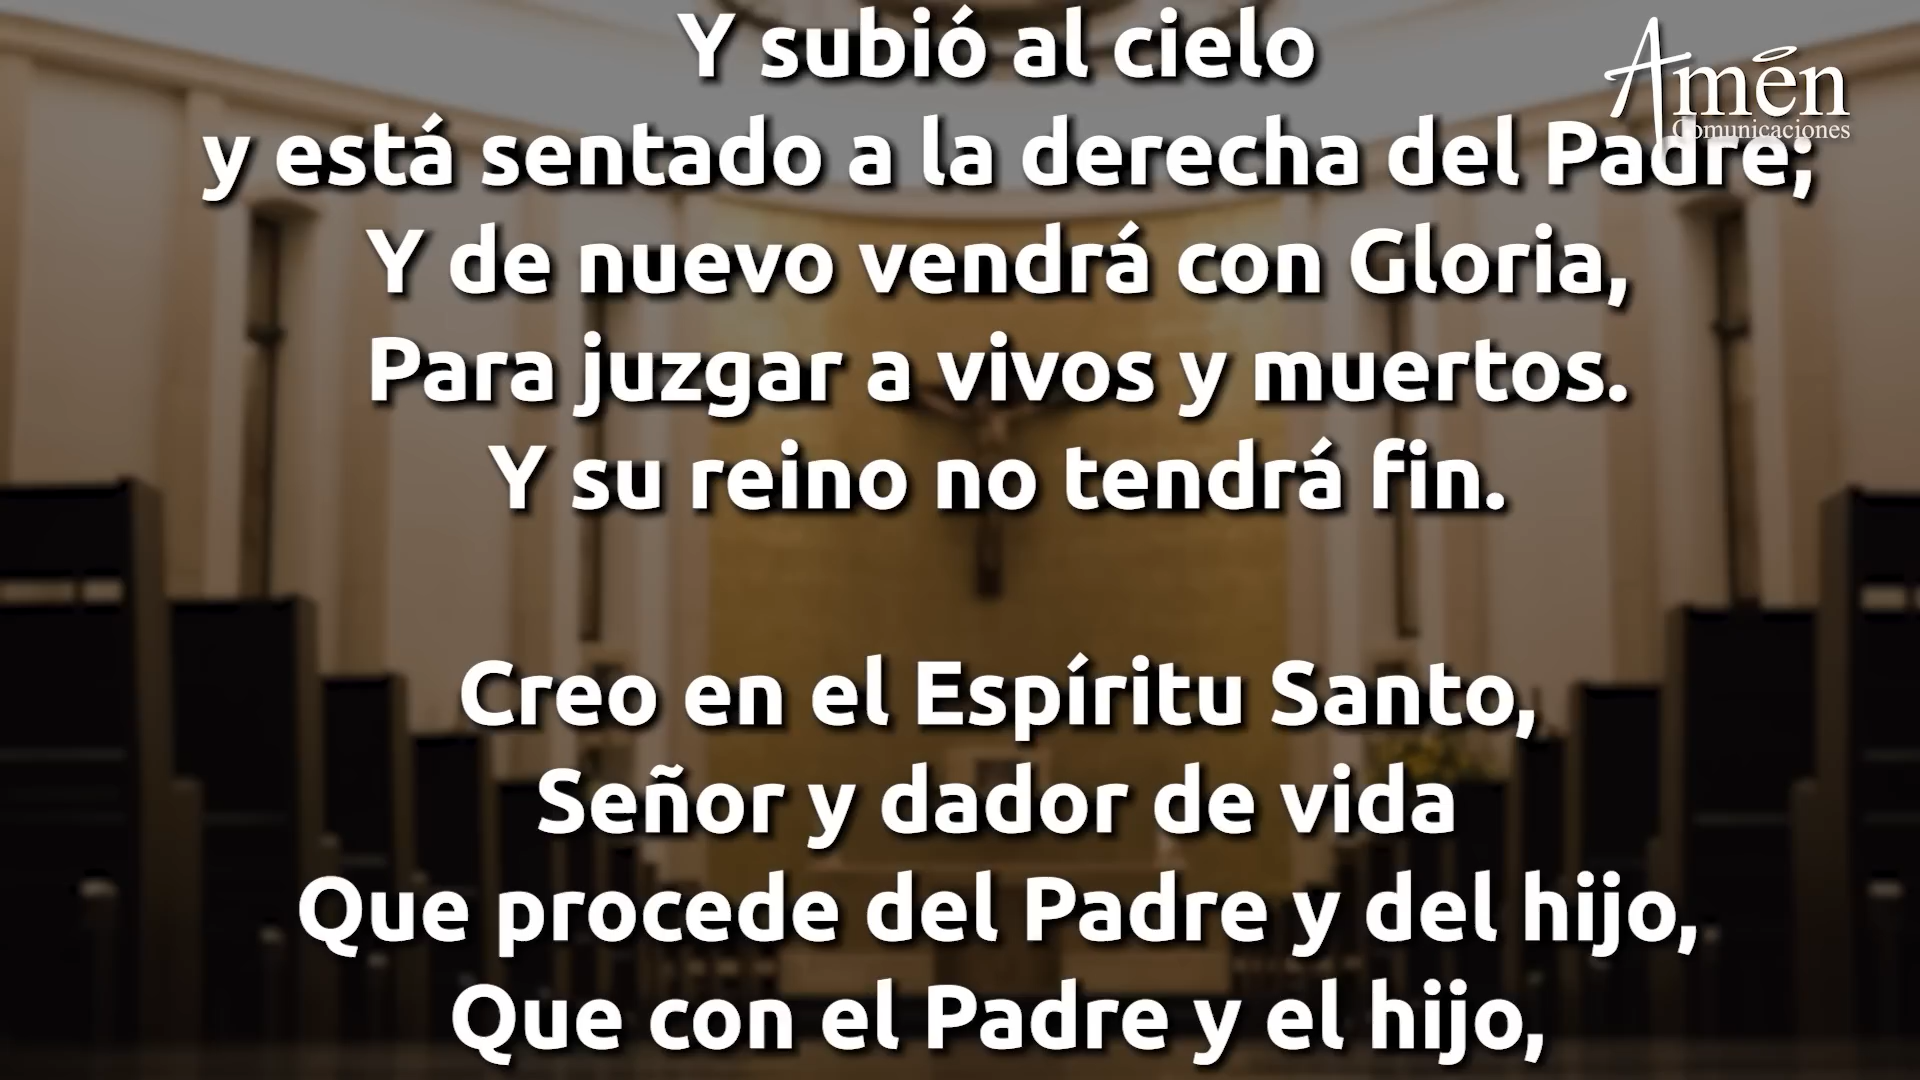 Y subió al cielo
Amén
Comunicaciones
y está sentado a la derecha del Padre;
Y de nuevo vendrá con Gloria,
Para juzgar a vivos y muertos.
Y su reino no tendrá fin.
Creo en el Espíritu Santo,
Señor y dador de vida
Que procede del Padre y del hijo,
Que con el Padre y el hijo,